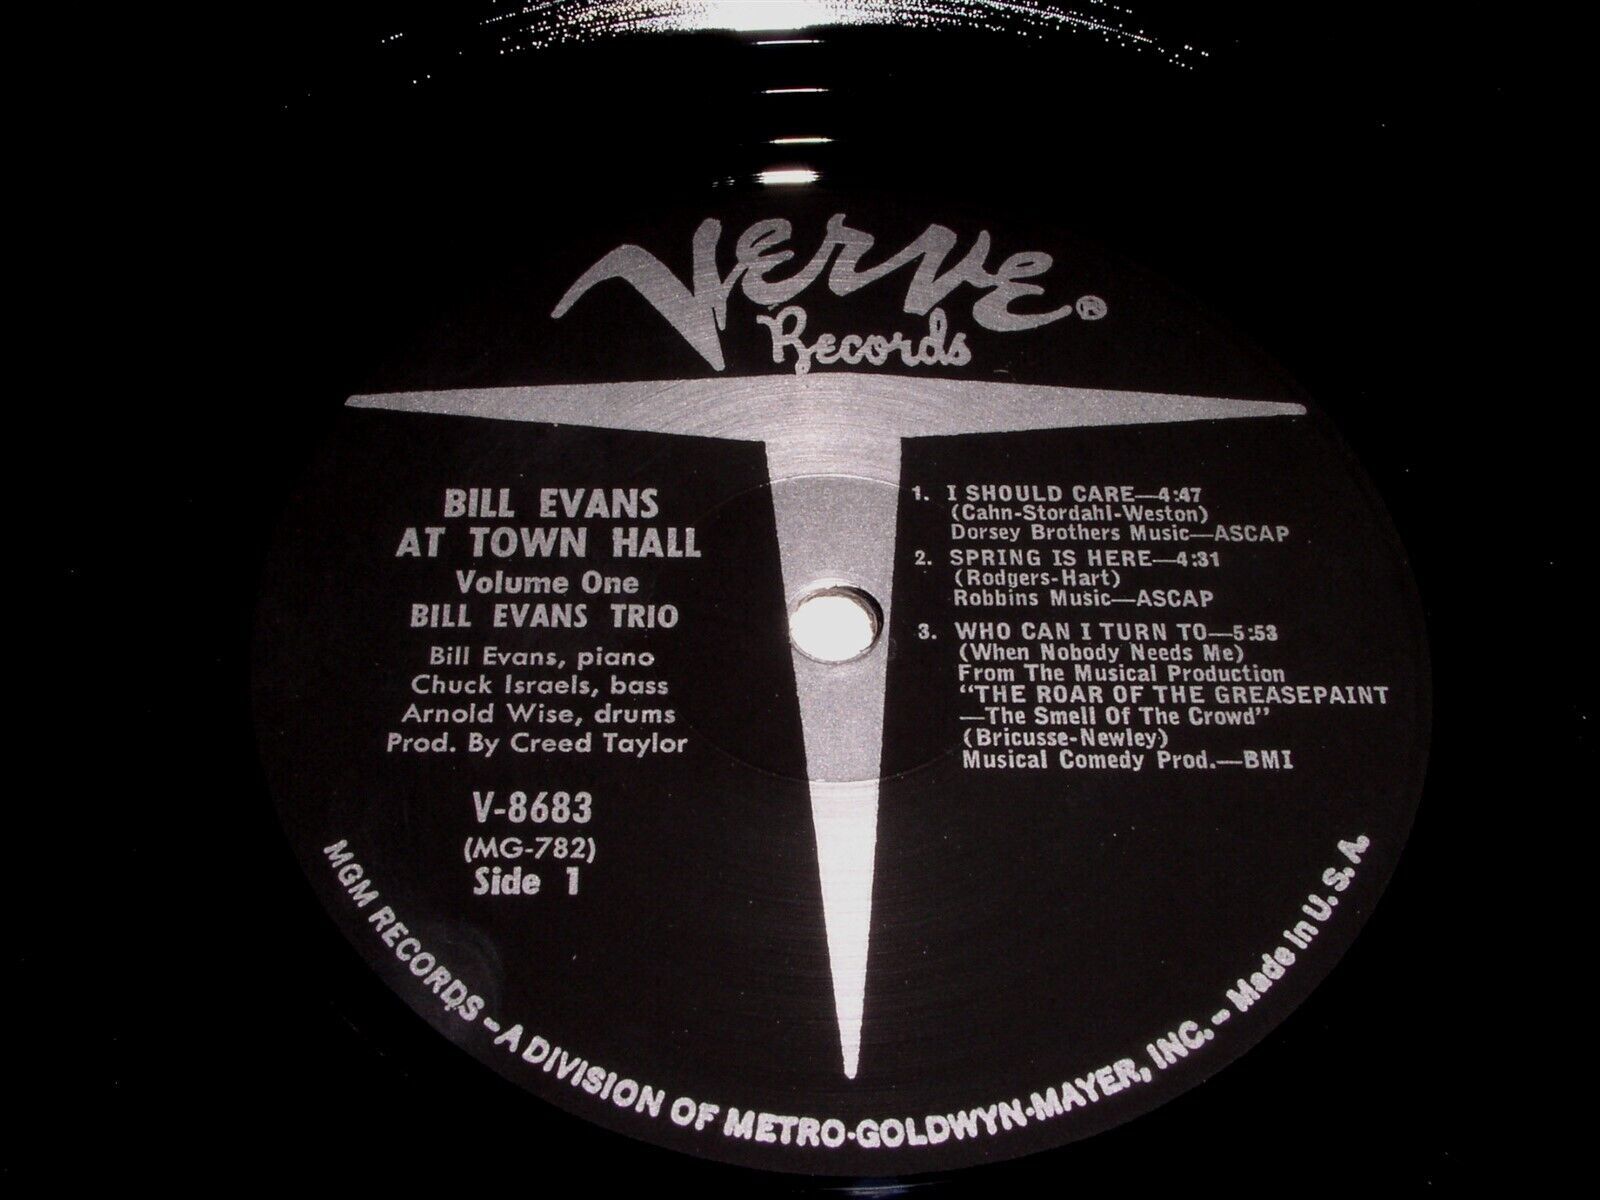 Verve®
Records
BILL EVANS
AT TOWN HALL
Volume One
BILL EVANS TRIO
Bill Evans, piano
Chuck Israels, bass
Arnold Wise, drums
Prod. By Creed Taylor
V-8683
(MG-782)
Side 1
1. I SHOULD CARE—4:47
(Cahn-Stordahl-Weston)
Dorsey Brothers Music—ASCAP
2. SPRING IS HERE—4:31
(Rodgers-Hart)
Robbins Music—ASCAP
3. WHO CAN I TURN TO—5:53
(When Nobody Needs Me)
From The Musical Production
"THE ROAR OF THE GREASEPAINT
—The Smell Of The Crowd"
(Bricusse-Newley)
Musical Comedy Prod.—BMI
MGM RECORDS – A DIVISION OF METRO-GOLDWYN-MAYER, INC. – Made in U.S.A.